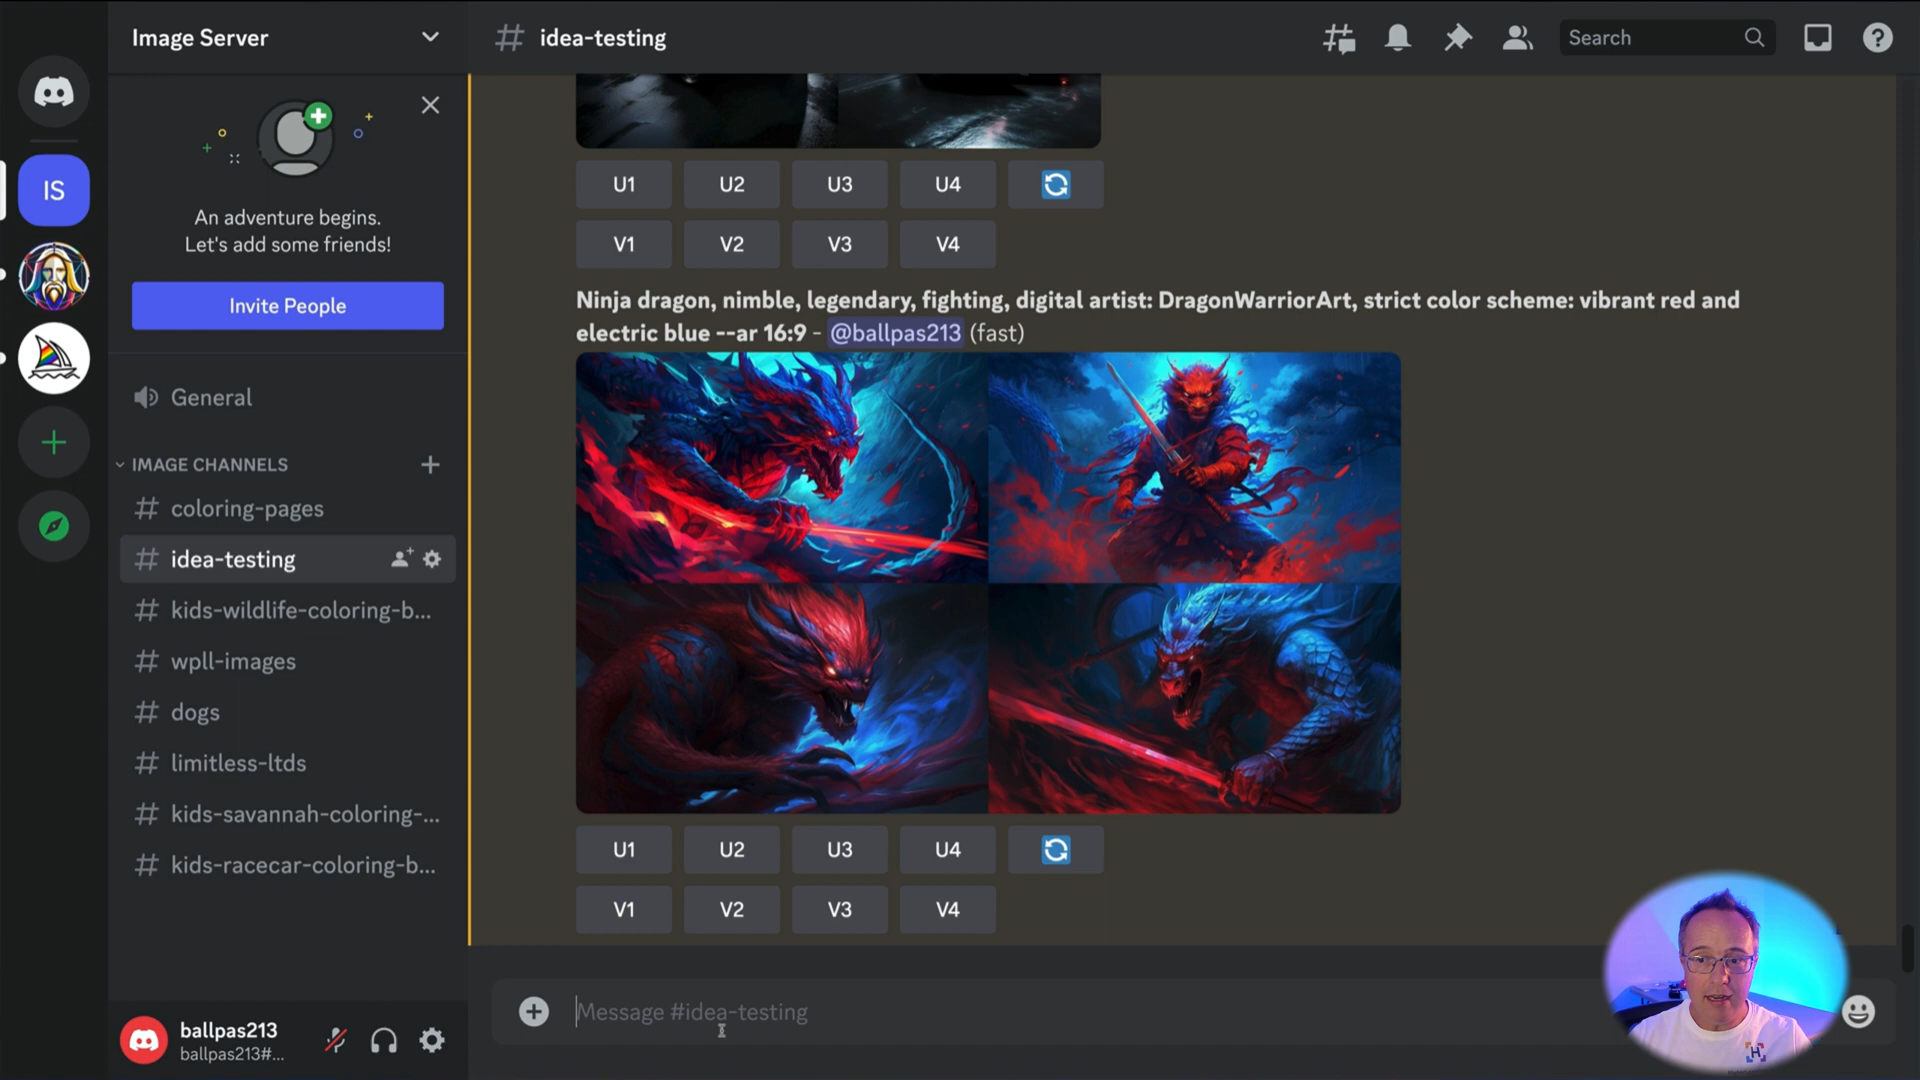 Image Server
idea-testing
Search
IS
An adventure begins.
Let's add some friends!
Invite People
General
IMAGE CHANNELS
coloring-pages
idea-testing
kids-wildlife-coloring-b...
wpll-images
dogs
limitless-ltds
kids-savannah-coloring-...
kids-racecar-coloring-b...
ballpas213
ballpas213#...
U1 U2 U3 U4
V1 V2 V3 V4
Ninja dragon, nimble, legendary, fighting, digital artist: DragonWarriorArt, strict color scheme: vibrant red and
electric blue --ar 16:9 - @ballpas213 (fast)
U1 U2 U3 U4
V1 V2 V3 V4
Message #idea-testing
H